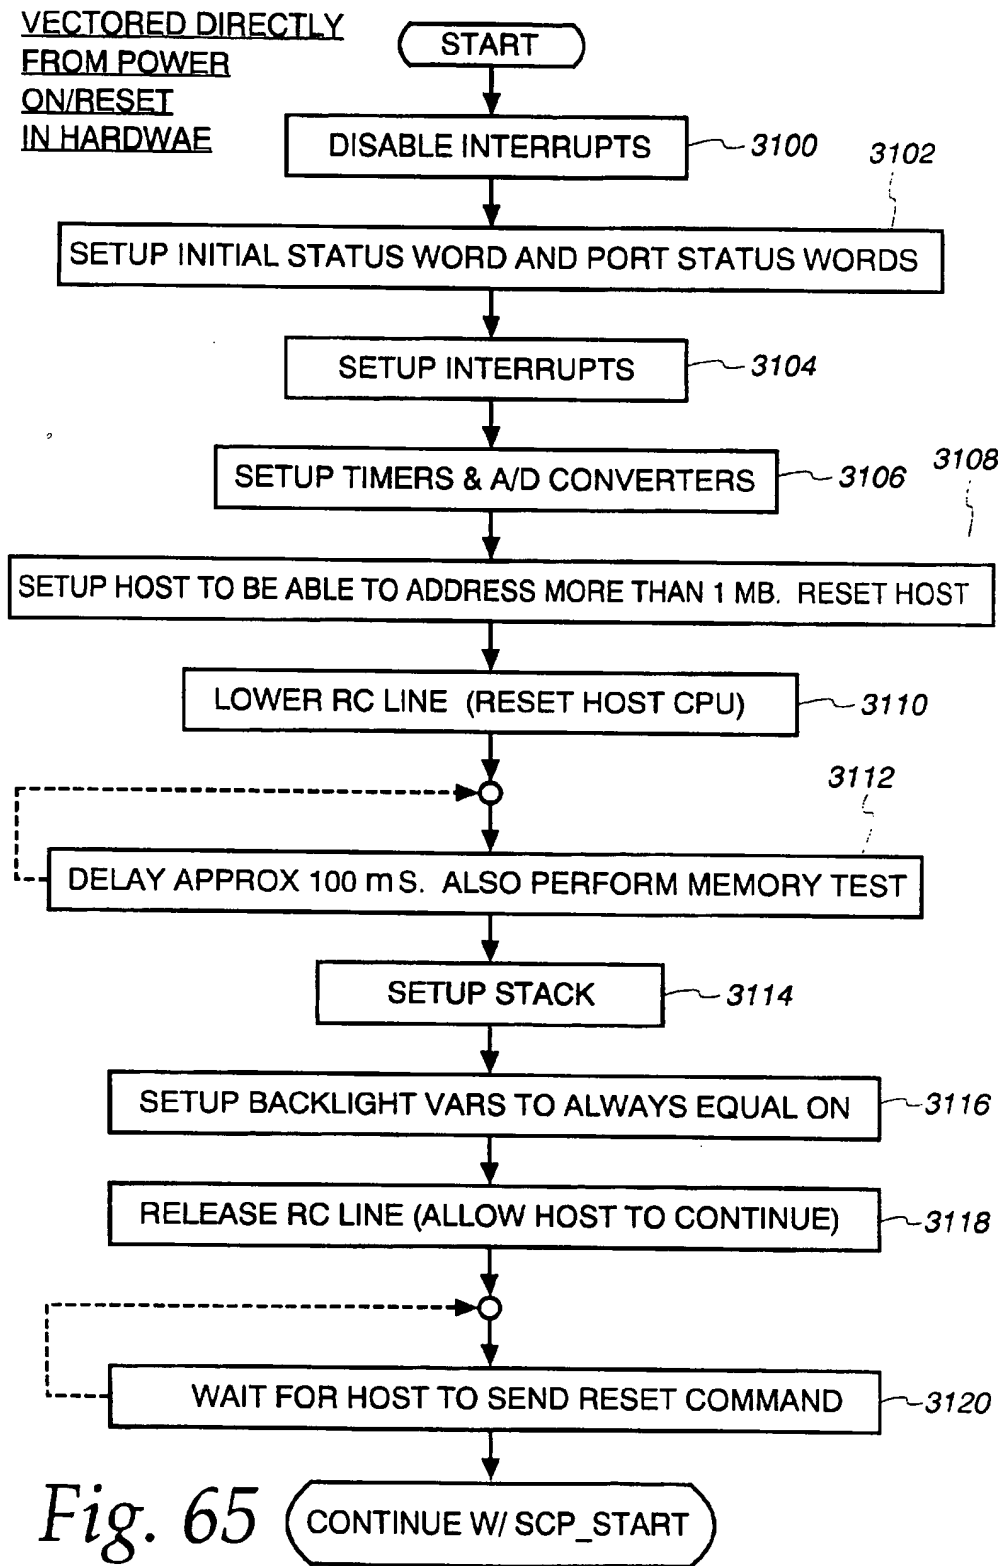 VECTORED DIRECTLY
FROM POWER
ON/RESET
IN HARDWAE
START
DISABLE INTERRUPTS
3100
3102
SETUP INITIAL STATUS WORD AND PORT STATUS WORDS
SETUP INTERRUPTS
3104
SETUP TIMERS & A/D CONVERTERS
3106
3108
SETUP HOST TO BE ABLE TO ADDRESS MORE THAN 1 MB. RESET HOST
LOWER RC LINE (RESET HOST CPU)
3110
3112
DELAY APPROX 100 mS. ALSO PERFORM MEMORY TEST
SETUP STACK
3114
SETUP BACKLIGHT VARS TO ALWAYS EQUAL ON
3116
RELEASE RC LINE (ALLOW HOST TO CONTINUE)
3118
WAIT FOR HOST TO SEND RESET COMMAND
3120
Fig. 65
CONTINUE W/ SCP_START